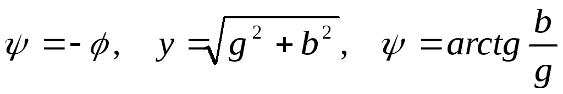 ψ = - ϕ, y = √(g² + b²), ψ = arctg b/g